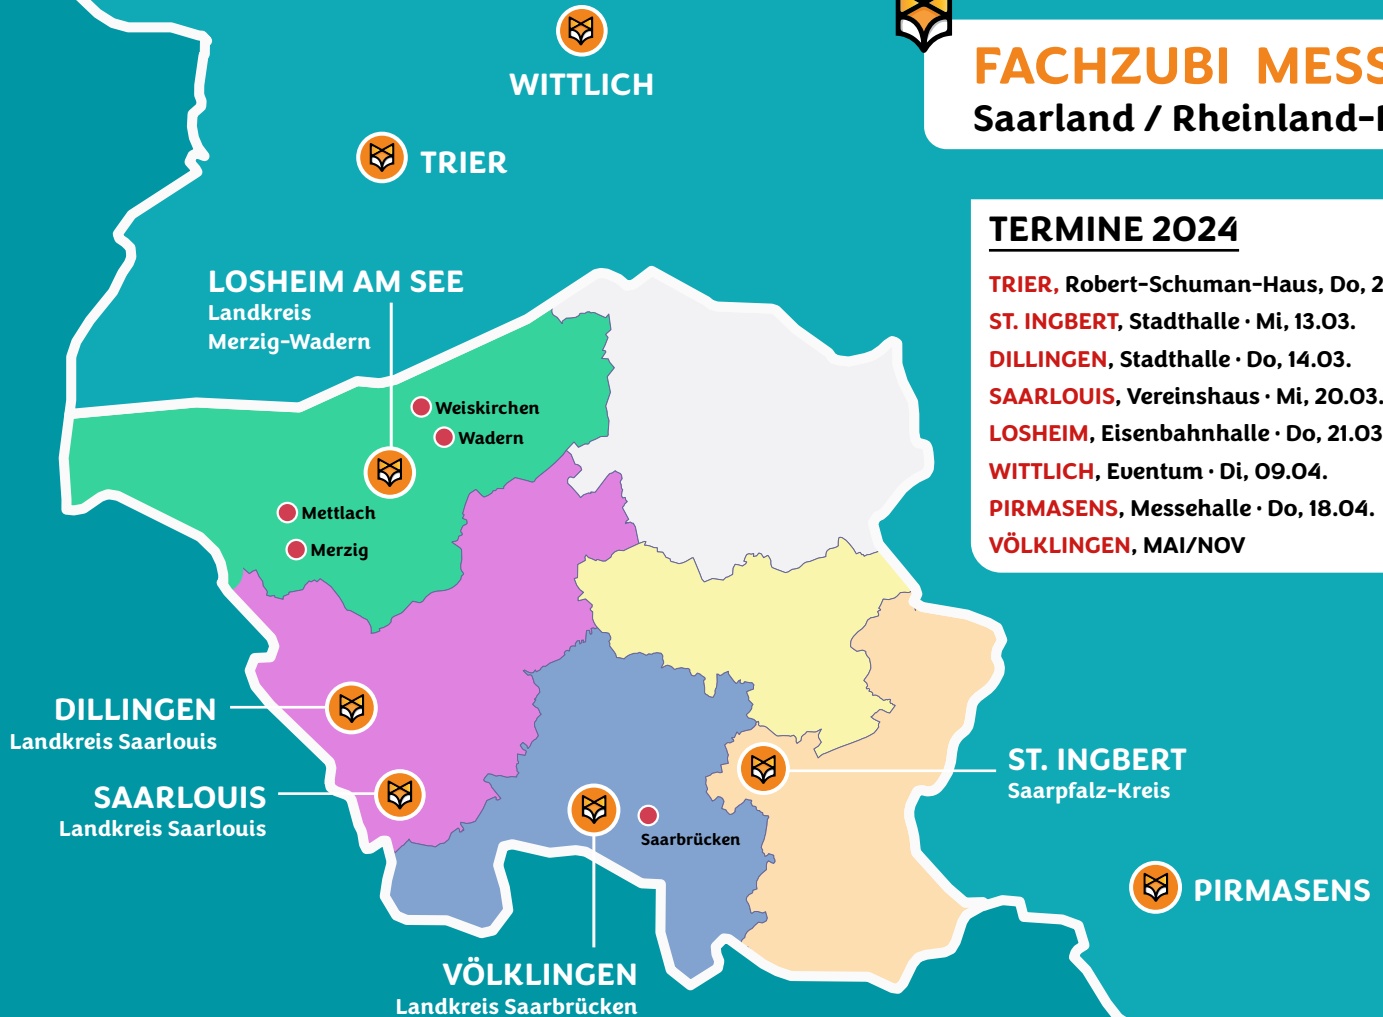 WITTLICH
TRIER
FACHZUBI MESS
Saarland / Rheinland-
TERMINE 2024
TRIER, Robert-Schuman-Haus, Do, 2
ST. INGBERT, Stadthalle · Mi, 13.03.
DILLINGEN, Stadthalle · Do, 14.03.
SAARLOUIS, Vereinshaus · Mi, 20.03.
LOSHEIM, Eisenbahnhalle · Do, 21.03
WITTLICH, Eventum · Di, 09.04.
PIRMASENS, Messehalle · Do, 18.04.
VÖLKLINGEN, MAI/NOV
LOSHEIM AM SEE
Landkreis
Merzig-Wadern
Weiskirchen
Wadern
Mettlach
Merzig
DILLINGEN
Landkreis Saarlouis
SAARLOUIS
Landkreis Saarlouis
Saarbrücken
ST. INGBERT
Saarpfalz-Kreis
PIRMASENS
VÖLKLINGEN
Landkreis Saarbrücken